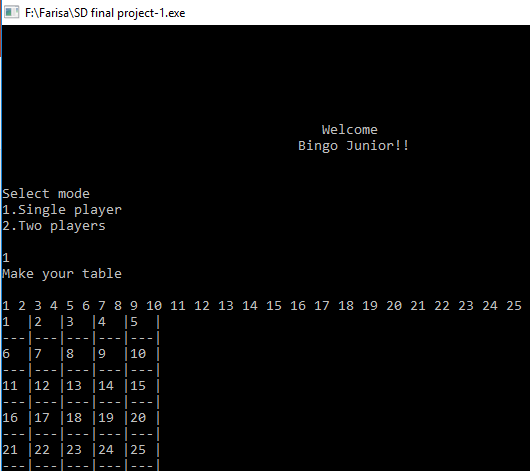 F:\Farisa\SD final project-1.exe
Welcome
Bingo Junior!!
Select mode
1.Single player
2.Two players
1
Make your table
1 2 3 4 5 6 7 8 9 10 11 12 13 14 15 16 17 18 19 20 21 22 23 24 25
1  |2  |3  |4  |5  |
---|---|---|---|---|
6  |7  |8  |9  |10 |
---|---|---|---|---|
11 |12 |13 |14 |15 |
---|---|---|---|---|
16 |17 |18 |19 |20 |
---|---|---|---|---|
21 |22 |23 |24 |25 |
---|---|---|---|---|